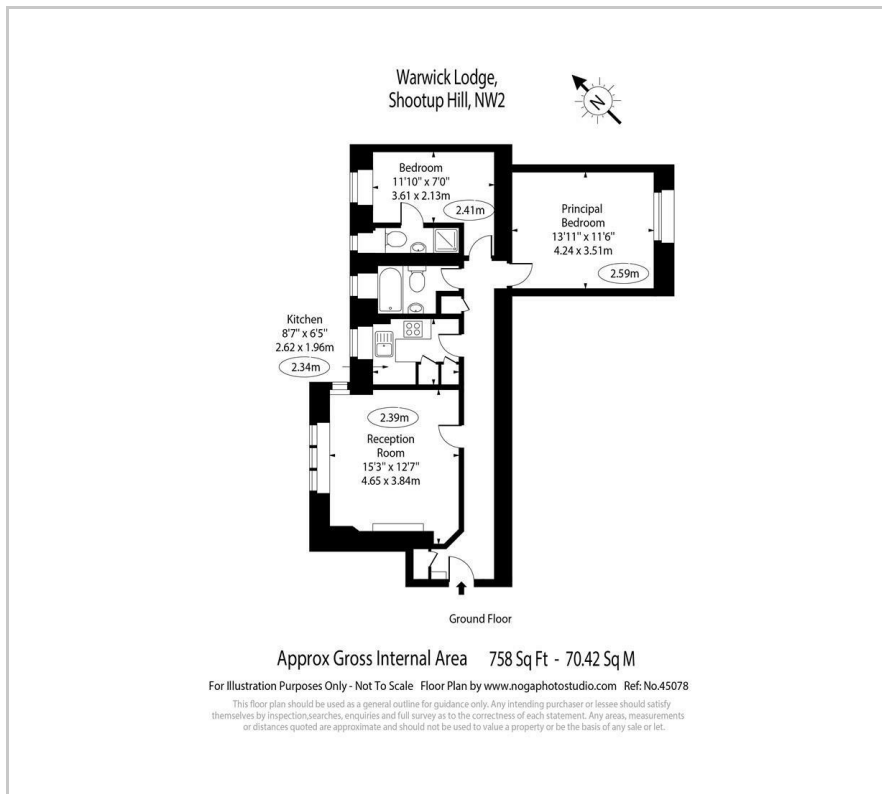 Warwick Lodge,
Shootup Hill, NW2
N
Bedroom
11'10" x 7'0"
3.61 x 2.13m
2.41m
Principal
Bedroom
13'11" x 11'6"
4.24 x 3.51m
2.59m
Kitchen
8'7" x 6'5"
2.62 x 1.96m
2.34m
2.39m
Reception
Room
15'3" x 12'7"
4.65 x 3.84m
Ground Floor
Approx Gross Internal Area 758 Sq Ft - 70.42 Sq M
For Illustration Purposes Only - Not To Scale Floor Plan by www.nogaphotostudio.com Ref: No.45078
This floor plan should be used as a general outline for guidance only. Any intending purchaser or lessee should satisfy
themselves by inspection,searches, enquiries and full survey as to the correctness of each statement. Any areas, measurements
or distances quoted are approximate and should not be used to value a property or be the basis of any sale or let.